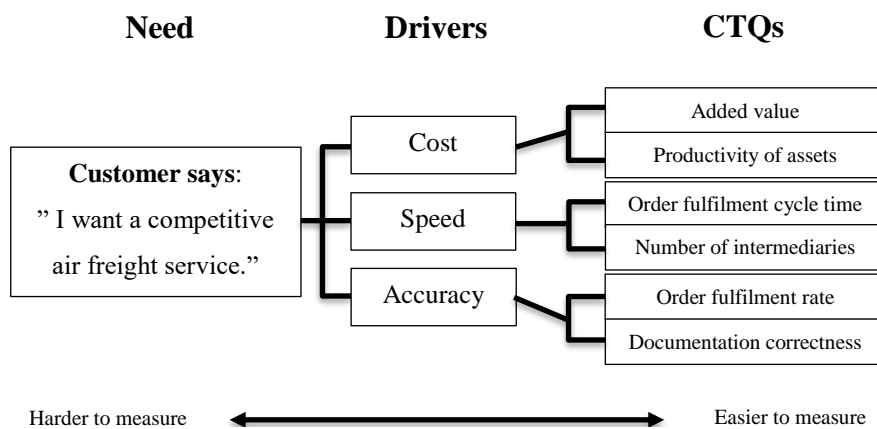 Need
Drivers
CTQs
Customer says:
” I want a competitive
air freight service.”
Cost
Speed
Accuracy
Added value
Productivity of assets
Order fulfilment cycle time
Number of intermediaries
Order fulfilment rate
Documentation correctness
Harder to measure
Easier to measure